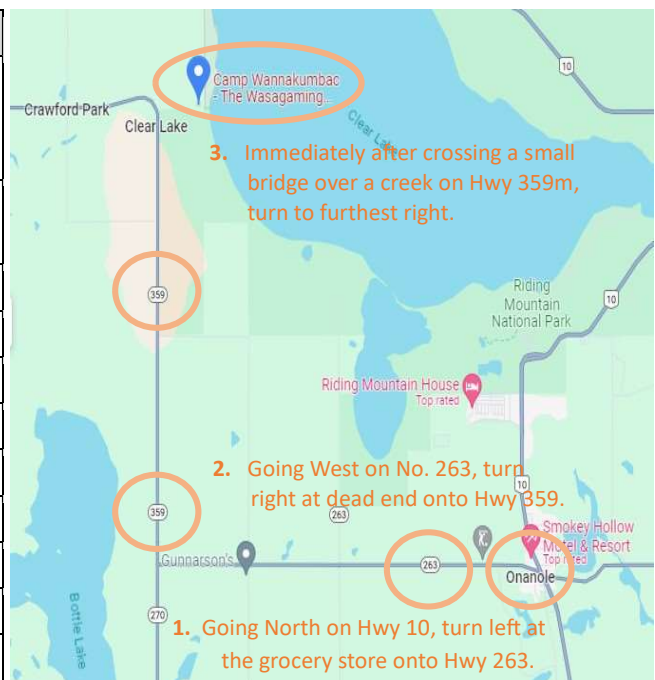 10
Camp Wannakumbac
- The Wasagaming...
Crawford Park
Clear Lake
Clear Lake
3. Immediately after crossing a small
bridge over a creek on Hwy 359m,
turn to furthest right.
359
Riding
Mountain
National Park
10
Riding Mountain House
Top rated
2. Going West on No. 263, turn
right at dead end onto Hwy 359.
10
359
263
Smokey Hollow
Motel & Resort
Top rated
Gunnarson's
263
Onanole
Bottle Lake
270
1. Going North on Hwy 10, turn left at
the grocery store onto Hwy 263.